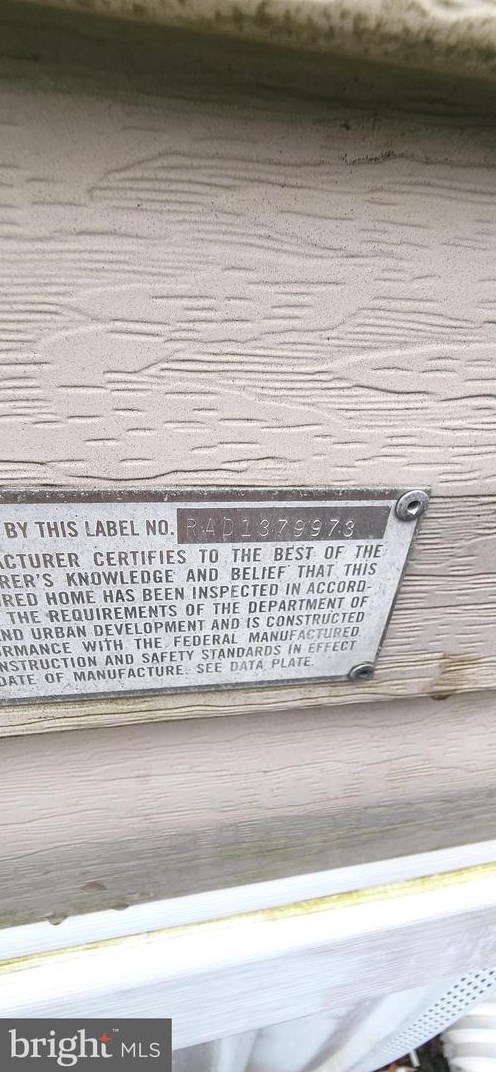 BY THIS LABEL NO. RAD1379973
ACTURER CERTIFIES TO THE BEST OF THE
RER'S KNOWLEDGE AND BELIEF THAT THIS
RED HOME HAS BEEN INSPECTED IN ACCORD-
THE REQUIREMENTS OF THE DEPARTMENT OF
ND URBAN DEVELOPMENT AND IS CONSTRUCTED
ORMANCE WITH THE FEDERAL MANUFACTURED
NSTRUCTION AND SAFETY STANDARDS IN EFFECT
DATE OF MANUFACTURE. SEE DATA PLATE.
bright™ MLS